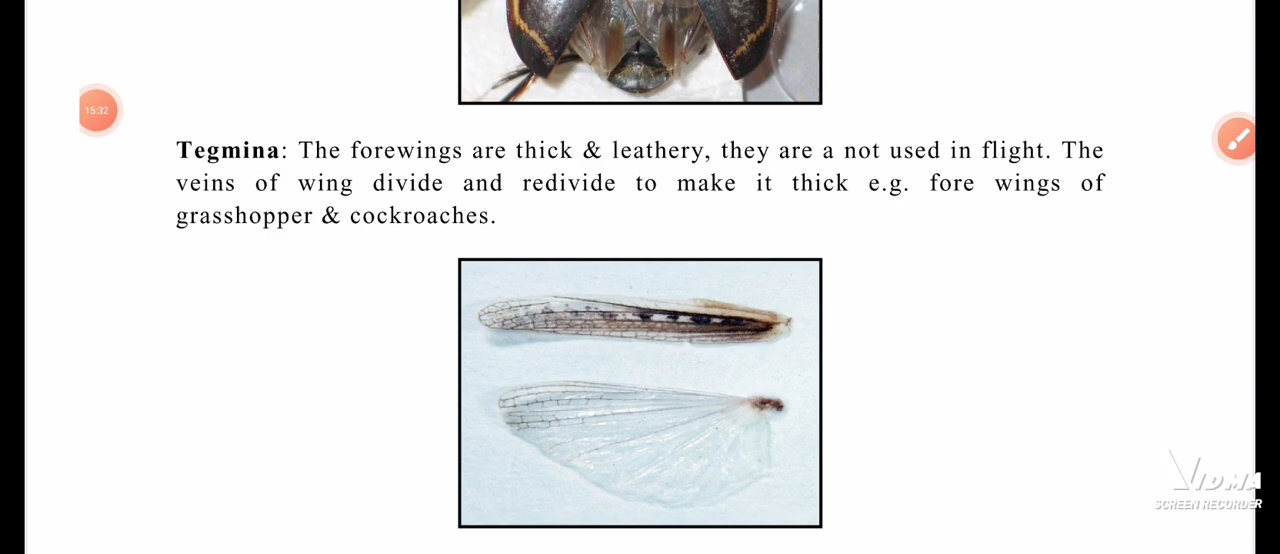 15:32
Tegmina: The forewings are thick & leathery, they are a not used in flight. The
veins of wing divide and redivide to make it thick e.g. fore wings of
grasshopper & cockroaches.
VIDMA
SCREEN RECORDER